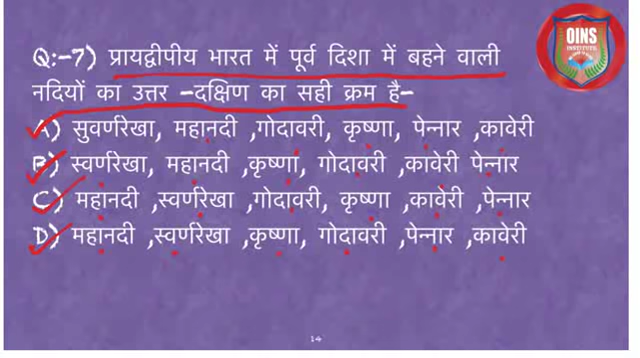 OINS
INSTITUTE
Q:-7) प्रायद्वीपीय भारत में पूर्व दिशा में बहने वाली
नदियों का उत्तर -दक्षिण का सही क्रम है-
A) सुवर्णरेखा, महानदी ,गोदावरी, कृष्णा, पेन्नार ,कावेरी
B) स्वर्णरेखा, महानदी ,कृष्णा, गोदावरी ,कावेरी पेन्नार
C) महानदी ,स्वर्णरेखा ,गोदावरी, कृष्णा ,कावेरी ,पेन्नार
D) महानदी ,स्वर्णरेखा ,कृष्णा, गोदावरी ,पेन्नार ,कावेरी
14